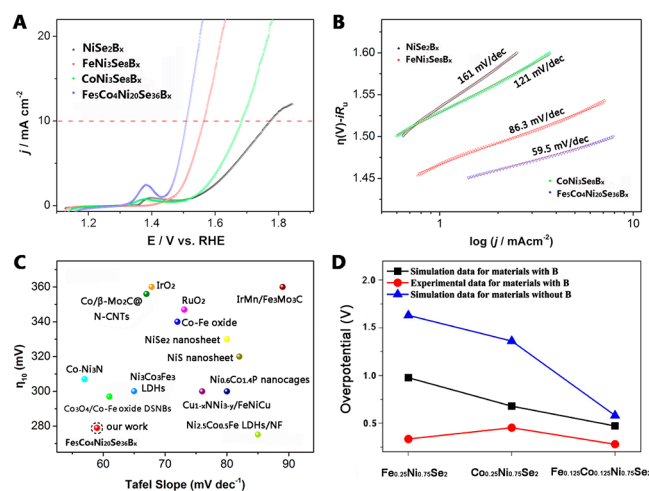 A
20
15
10
5
0
j / mA cm⁻²
NiSe₂Bₓ
FeNi₃Se₈Bₓ
CoNi₃Se₈Bₓ
Fe₅Co₄Ni₂₀Se₃₆Bₓ
1.2
1.4
1.6
1.8
E / V vs. RHE
B
1.60
1.55
1.50
1.45
η(V)-iRᵤ
NiSe₂Bₓ
FeNi₃Se₈Bₓ
161 mV/dec
121 mV/dec
86.3 mV/dec
59.5 mV/dec
CoNi₃Se₈Bₓ
Fe₅Co₄Ni₂₀Se₃₆Bₓ
1
10
log (j / mAcm⁻²)
C
360
340
320
300
280
η₁₀ (mV)
IrO₂
Co/β-Mo₂C@
N-CNTs
RuO₂
IrMn/Fe₃Mo₃C
Co-Fe oxide
NiSe₂ nanosheet
NiS nanosheet
Co-Ni₃N
Ni₃Co₃Fe₃
LDHs
Ni₀.₆Co₁.₄P nanocages
Co₃O₄/Co-Fe oxide DSNBs
Cu₁₋ₓNNi₃₋ᵧ/FeNiCu
our work
Fe₅Co₄Ni₂₀Se₃₆Bₓ
Ni₂.₅Co₀.₅Fe LDHs/NF
60
70
80
90
Tafel Slope (mV dec⁻¹)
D
2.0
1.5
1.0
0.5
Overpotential (V)
Simulation data for materials with B
Experimental data for materials with B
Simulation data for materials without B
Fe₀.₂₅Ni₀.₇₅Se₂
Co₀.₂₅Ni₀.₇₅Se₂
Fe₀.₁₂₅Co₀.₁₂₅Ni₀.₇₅Se₂